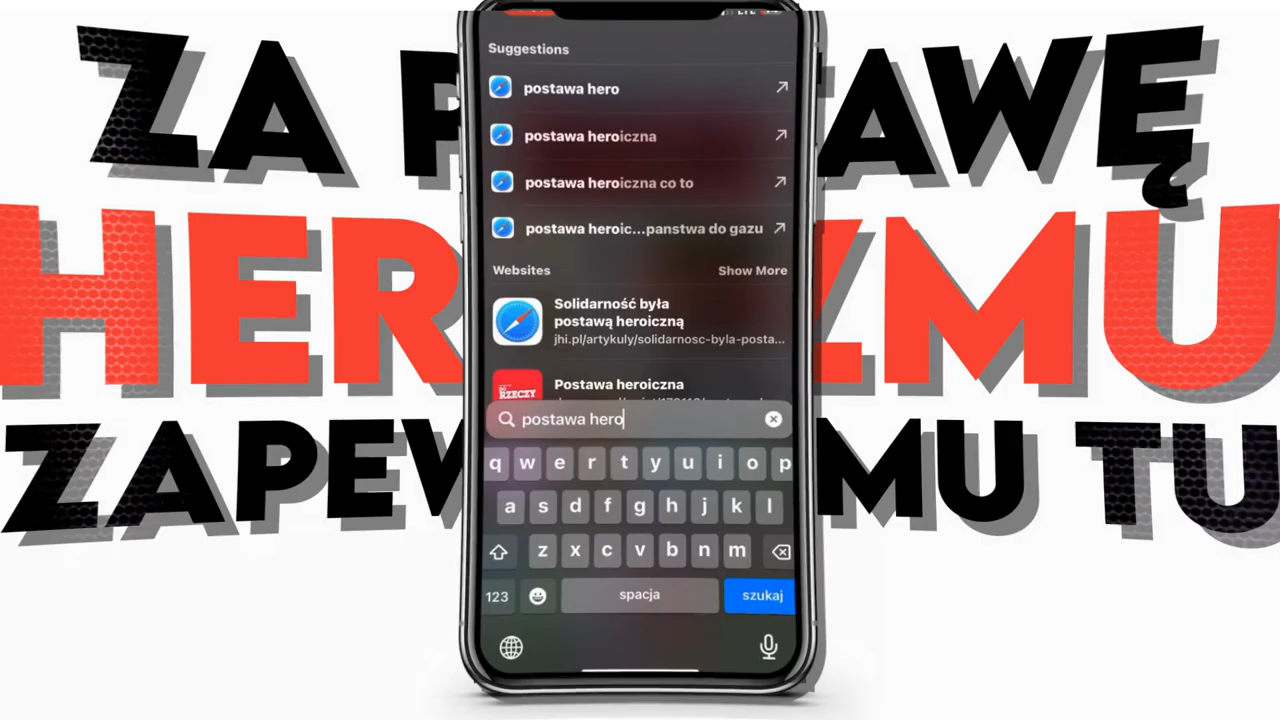 ZA P AWĘ
HER ZMU
ZAPEW MU TU
Suggestions
postawa hero
postawa heroiczna
postawa heroiczna co to
postawa heroic...panstwa do gazu
Websites
Show More
Solidarność była
postawą heroiczną
jhi.pl/artykuly/solidarnosc-byla-posta...
DO RZECZY
Postawa heroiczna
postawa hero
q w e r t y u i o p
a s d f g h j k l
z x c v b n m
123
spacja
szukaj